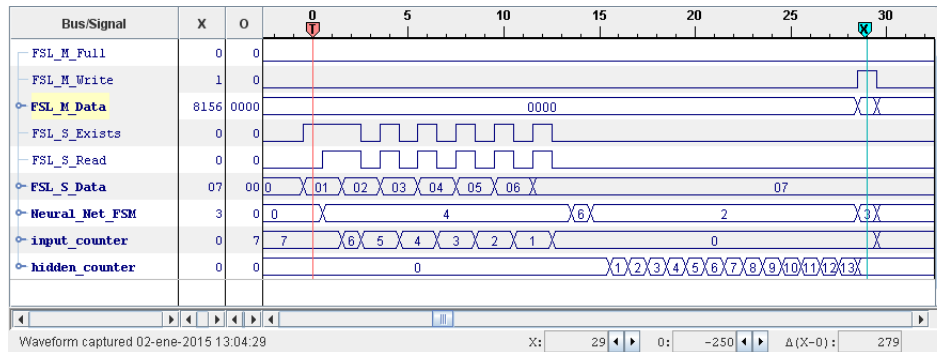 Bus/Signal X O 0 5 10 15 20 25 30
T X
FSL_M_Full 0 0
FSL_M_Write 1 0
FSL_M_Data 8156 0000 0000
FSL_S_Exists 0 0
FSL_S_Read 0 0
FSL_S_Data 07 00 0 01 02 03 04 05 06 07
Neural_Net_FSM 3 0 0 4 6 2 3
input_counter 0 7 7 6 5 4 3 2 1 0
hidden_counter 0 0 0 1 2 3 4 5 6 7 8 9 10 11 12 13
Waveform captured 02-ene-2015 13:04:29 X: 29 O: -250 Δ(X-O): 279